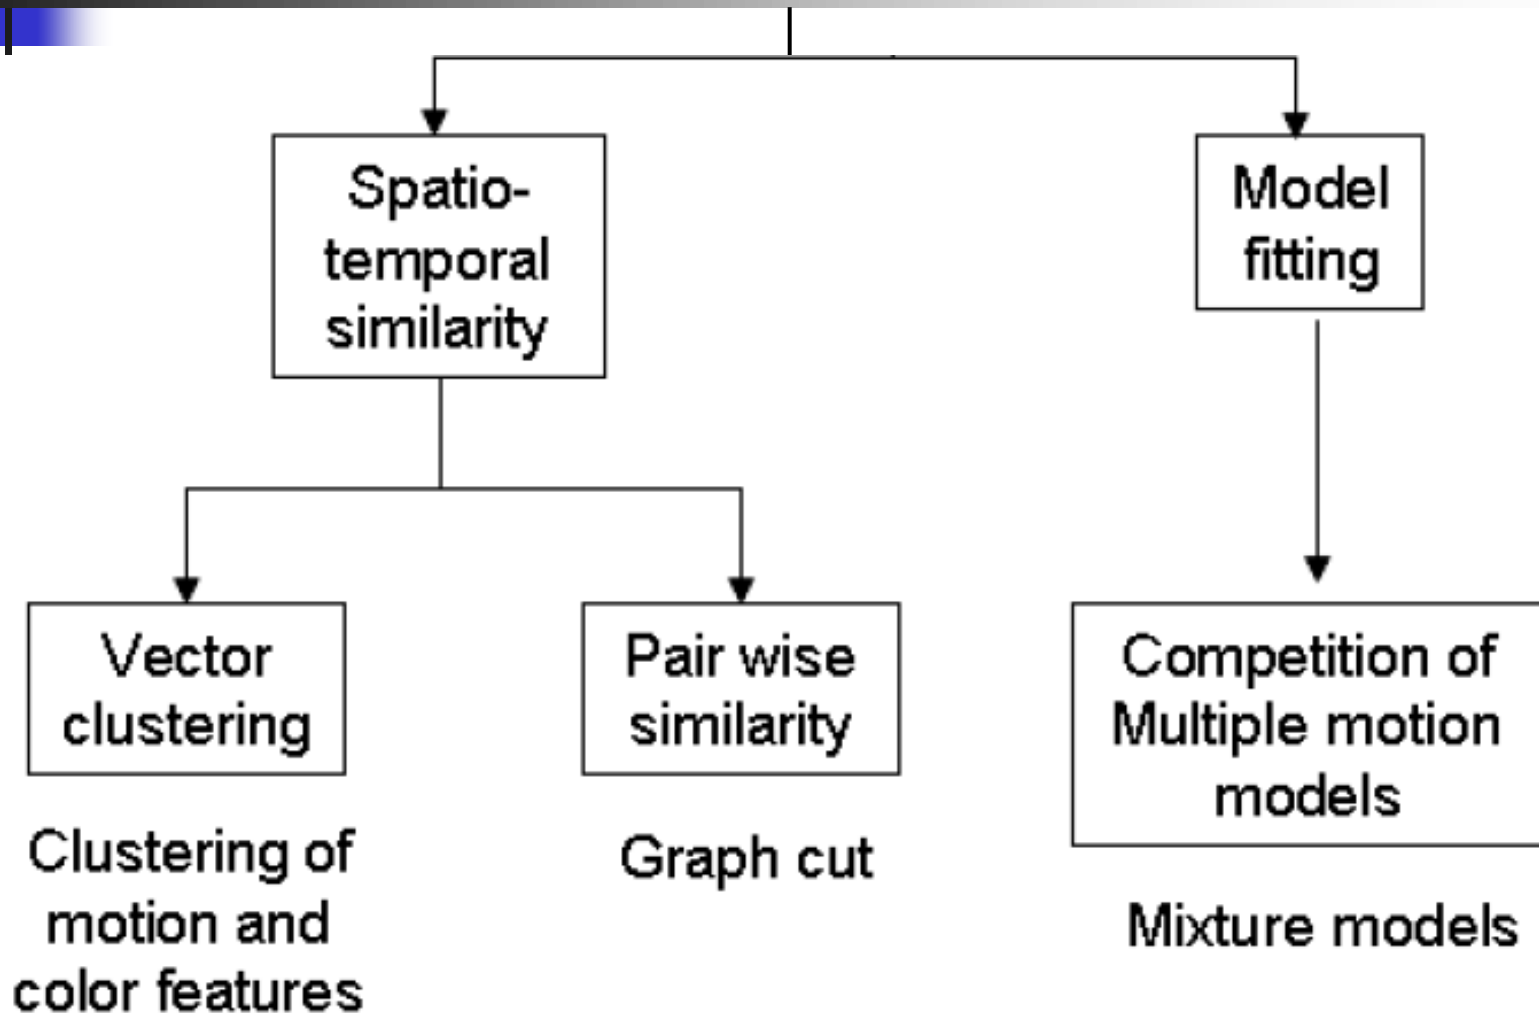 Spatio-
temporal
similarity
Model
fitting
Vector
clustering
Pair wise
similarity
Competition of
Multiple motion
models
Clustering of
motion and
color features
Graph cut
Mixture models